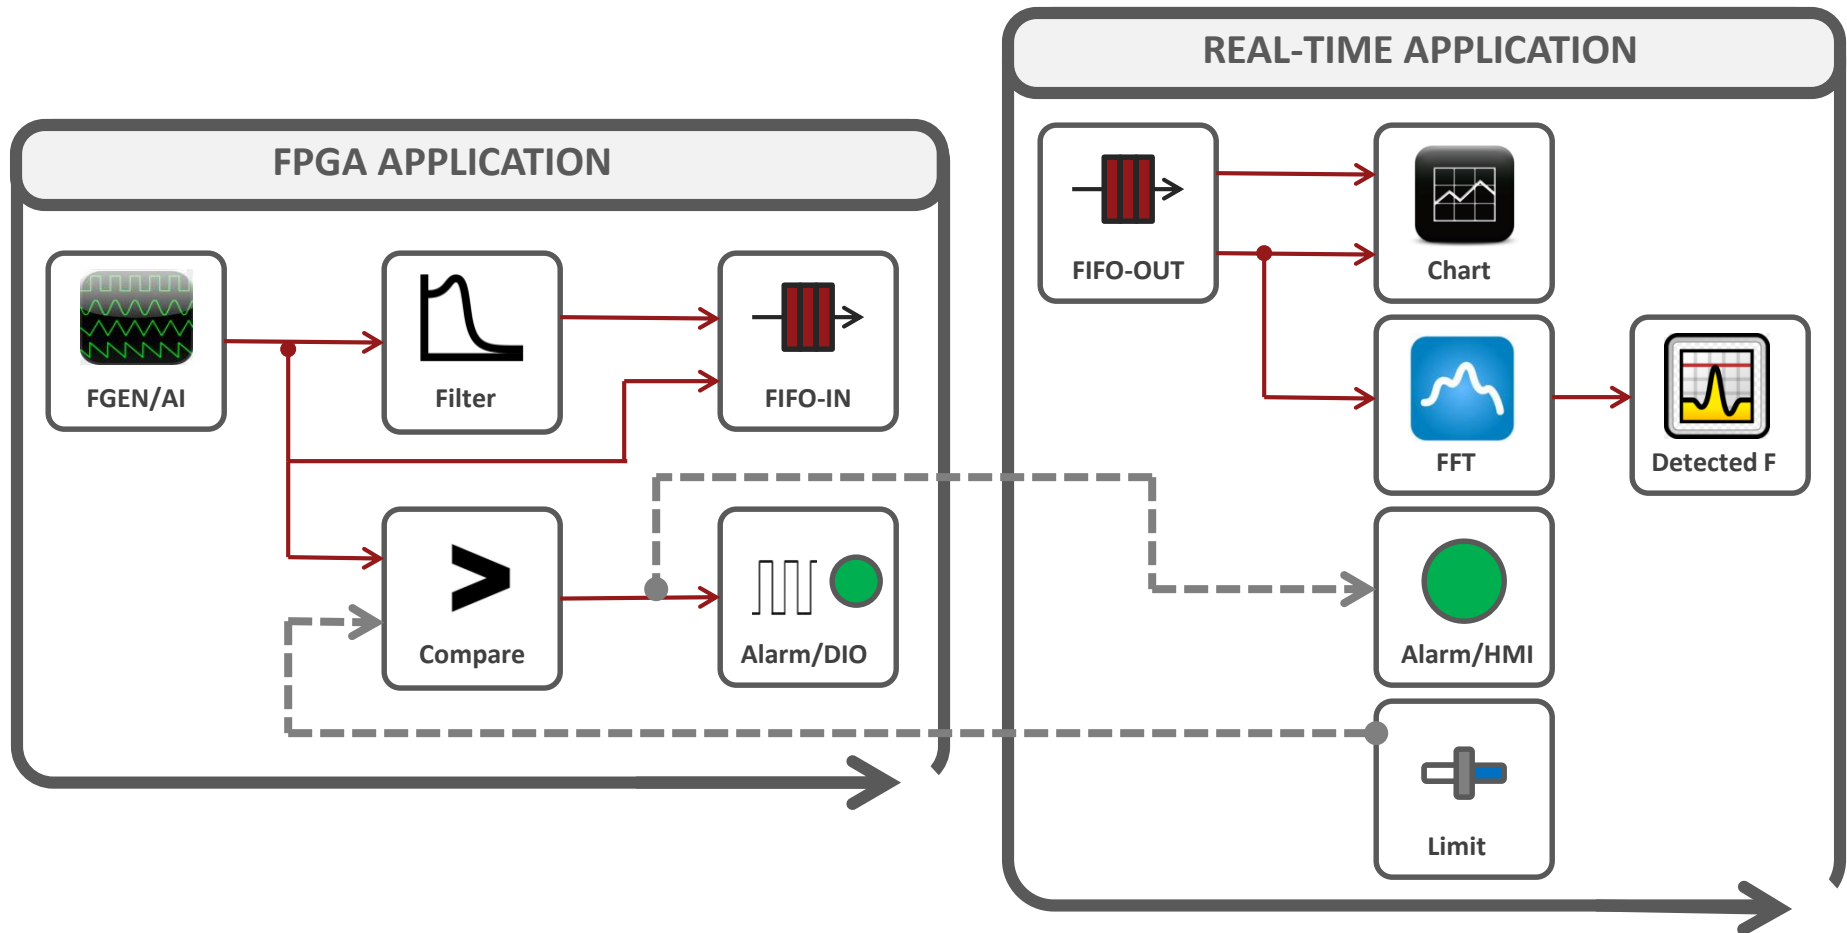 REAL-TIME APPLICATION
FPGA APPLICATION
FGEN/AI
Filter
FIFO-IN
Compare
Alarm/DIO
FIFO-OUT
Chart
FFT
Detected F
Alarm/HMI
Limit